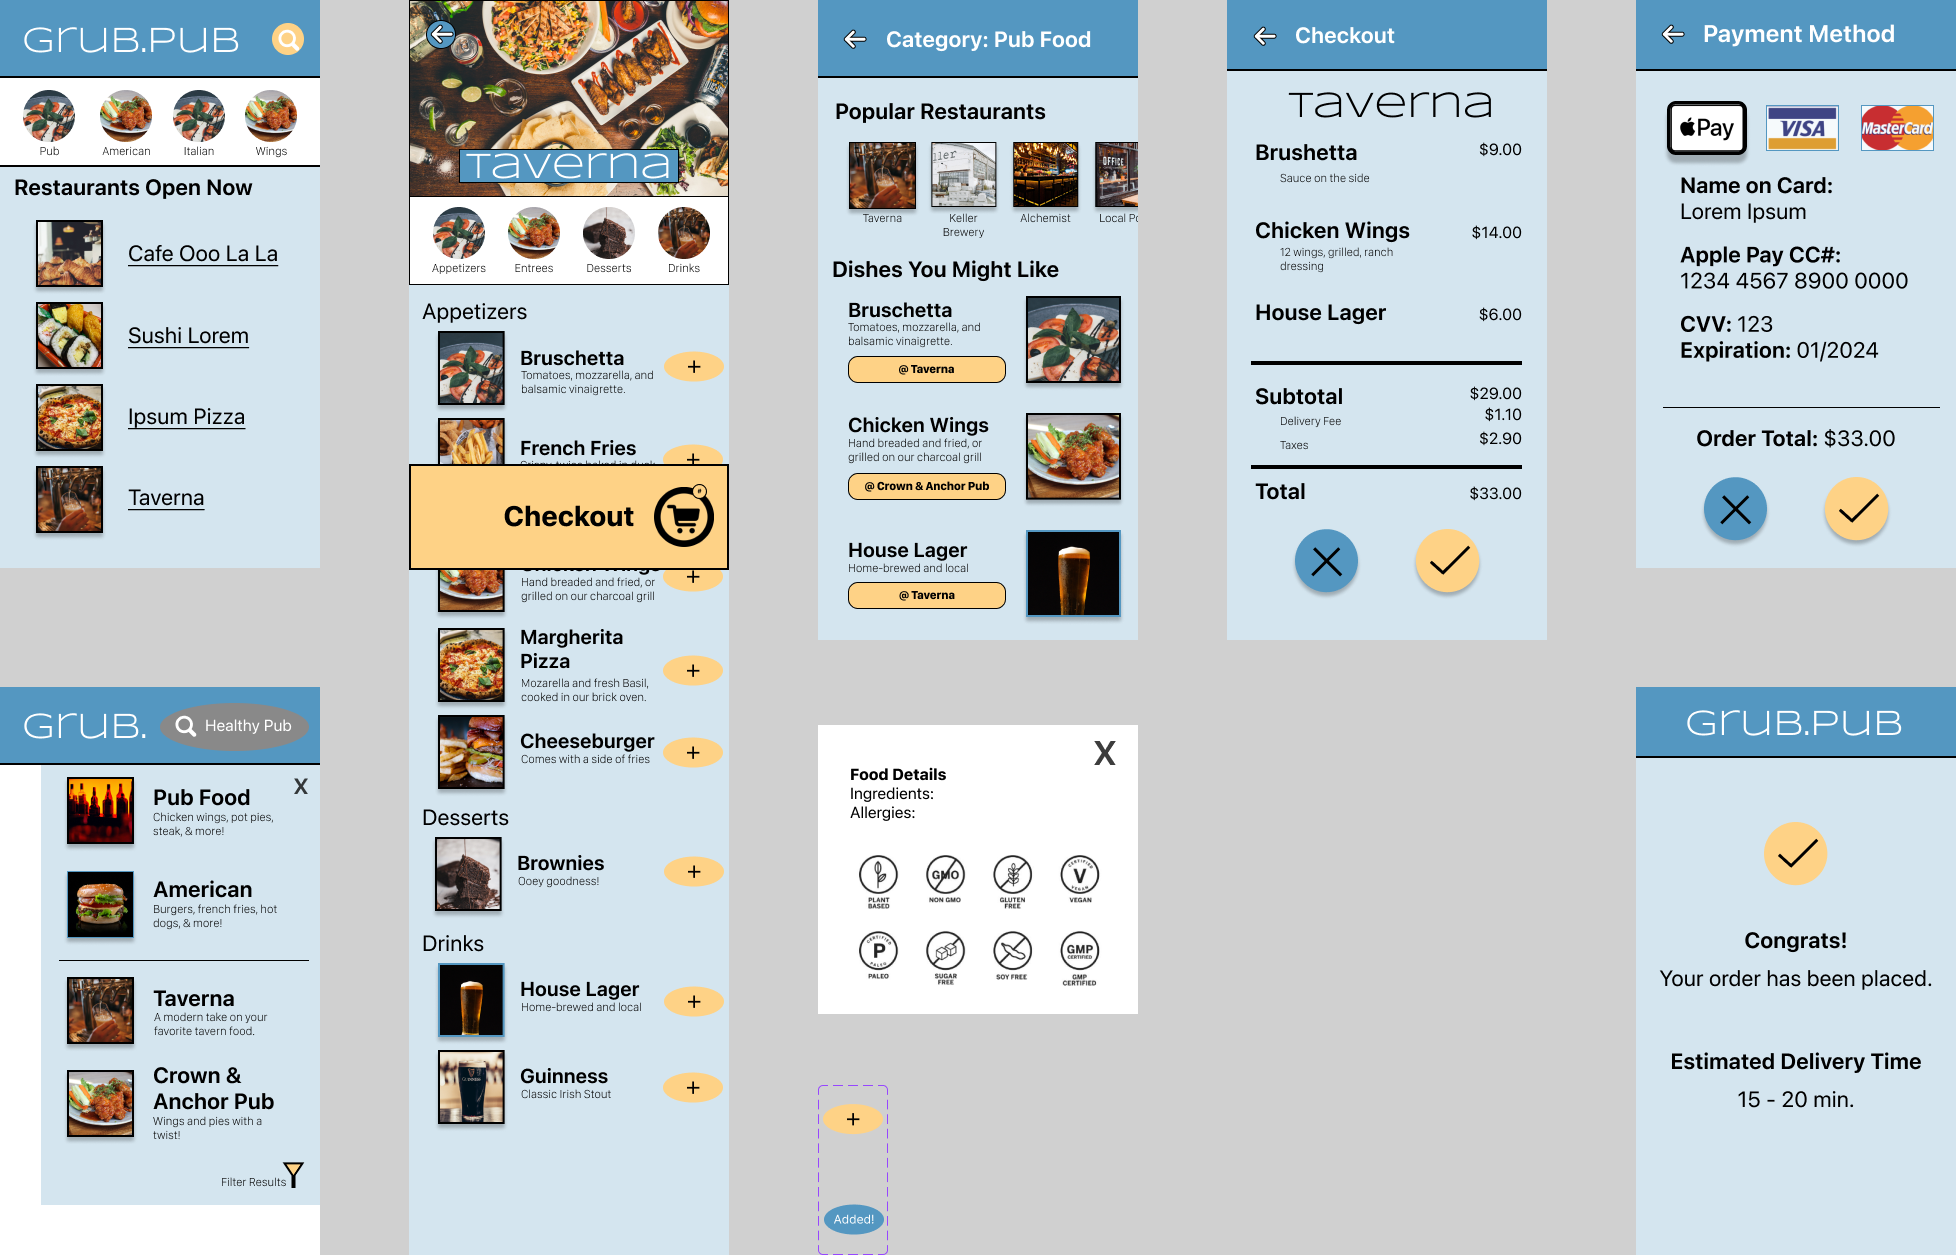 GRUB.PUB
Pub American Italian Wings
Restaurants Open Now
Cafe Ooo La La
Sushi Lorem
Ipsum Pizza
Taverna
GRUB.
Healthy Pub
X
Pub Food
Chicken wings, pot pies,
steak, & more!
American
Burgers, french fries, hot
dogs, & more!
Taverna
A modern take on your
favorite tavern food.
Crown &
Anchor Pub
Wings and pies with a
twist!
Filter Results
Taverna
Appetizers Entrees Desserts Drinks
Appetizers
Bruschetta
Tomatoes, mozzarella, and
balsamic vinaigrette.
+
French Fries
+
Checkout
Chicken Wings
Hand breaded and fried, or
grilled on our charcoal grill
+
Margherita
Pizza
Mozarella and fresh Basil,
cooked in our brick oven.
+
Cheeseburger
Comes with a side of fries
+
Desserts
Brownies
Ooey goodness!
+
Drinks
House Lager
Home-brewed and local
+
Guinness
Classic Irish Stout
+
Category: Pub Food
Popular Restaurants
Taverna Keller Alchemist Local Po
Brewery
Dishes You Might Like
Bruschetta
Tomatoes, mozzarella, and
balsamic vinaigrette.
@ Taverna
Chicken Wings
Hand breaded and fried, or
grilled on our charcoal grill
@ Crown & Anchor Pub
House Lager
Home-brewed and local
@ Taverna
X
Food Details
Ingredients:
Allergies:
GMO
CERTIFIED V VEGAN
PLANT BASED
NON GMO
GLUTEN FREE
VEGAN
CERTIFIED P PALEO
GMP CERTIFIED
PALEO
SUGAR FREE
SOY FREE
GMP CERTIFIED
+
Added!
Checkout
Taverna
Brushetta $9.00
Sauce on the side
Chicken Wings $14.00
12 wings, grilled, ranch
dressing
House Lager $6.00
Subtotal $29.00
Delivery Fee $1.10
Taxes $2.90
Total $33.00
Payment Method
Pay VISA MasterCard
Name on Card:
Lorem Ipsum
Apple Pay CC#:
1234 4567 8900 0000
CVV: 123
Expiration: 01/2024
Order Total: $33.00
GRUB.PUB
Congrats!
Your order has been placed.
Estimated Delivery Time
15 - 20 min.